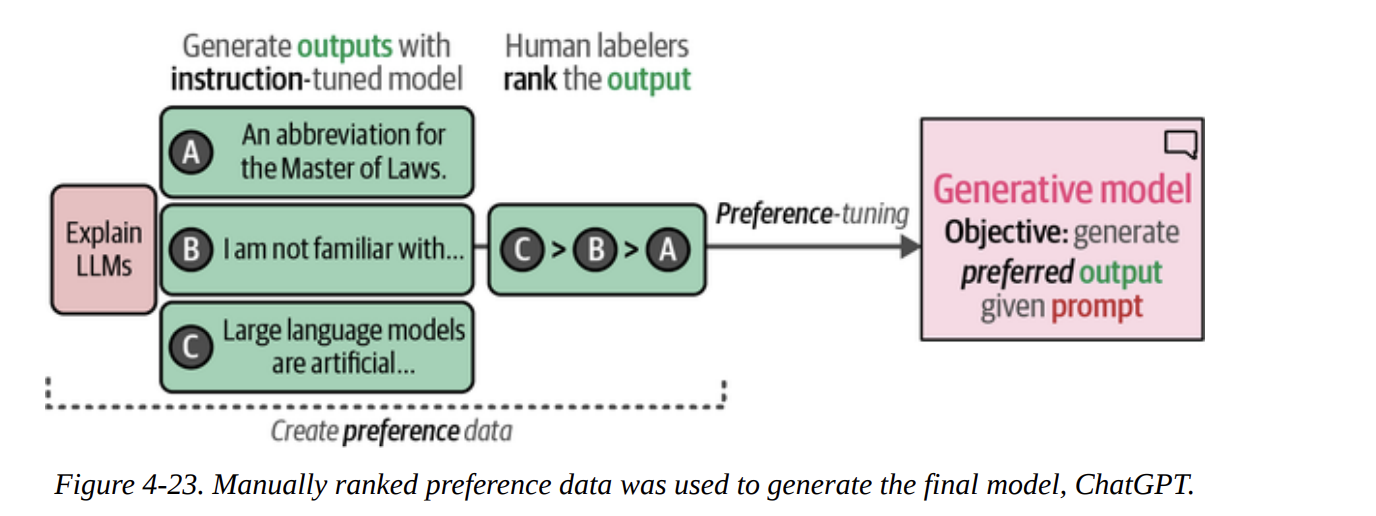 Generate outputs with
instruction-tuned model
Human labelers
rank the output
Explain
LLMs
A An abbreviation for
the Master of Laws.
B I am not familiar with...
C Large language models
are artificial...
C > B > A
Preference-tuning
Generative model
Objective: generate
preferred output
given prompt
Create preference data
Figure 4-23. Manually ranked preference data was used to generate the final model, ChatGPT.